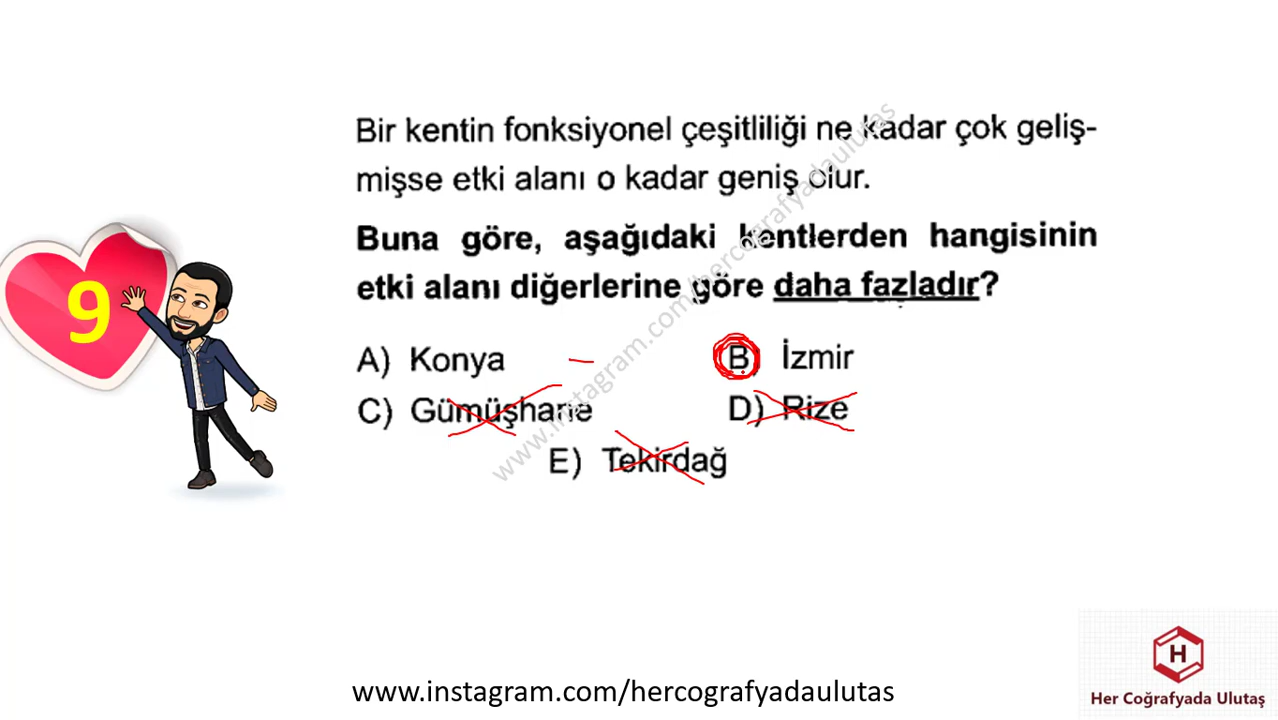 Bir kentin fonksiyonel çeşitliliği ne kadar çok geliş-
mişse etki alanı o kadar geniş olur.
Buna göre, aşağıdaki kentlerden hangisinin
etki alanı diğerlerine göre daha fazladır?
A) Konya
B) İzmir
C) Gümüşhane
D) Rize
E) Tekirdağ
9
www.instagram.com/hercografyadaulutas
www.instagram.com/hercografyadaulutas
H
Her Coğrafyada Ulutaş